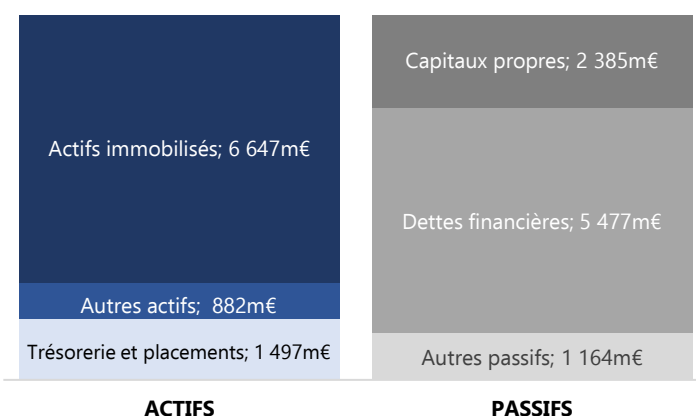 Actifs immobilisés; 6 647m€
Autres actifs;  882m€
Trésorerie et placements; 1 497m€
ACTIFS
Capitaux propres; 2 385m€
Dettes financières; 5 477m€
Autres passifs; 1 164m€
PASSIFS